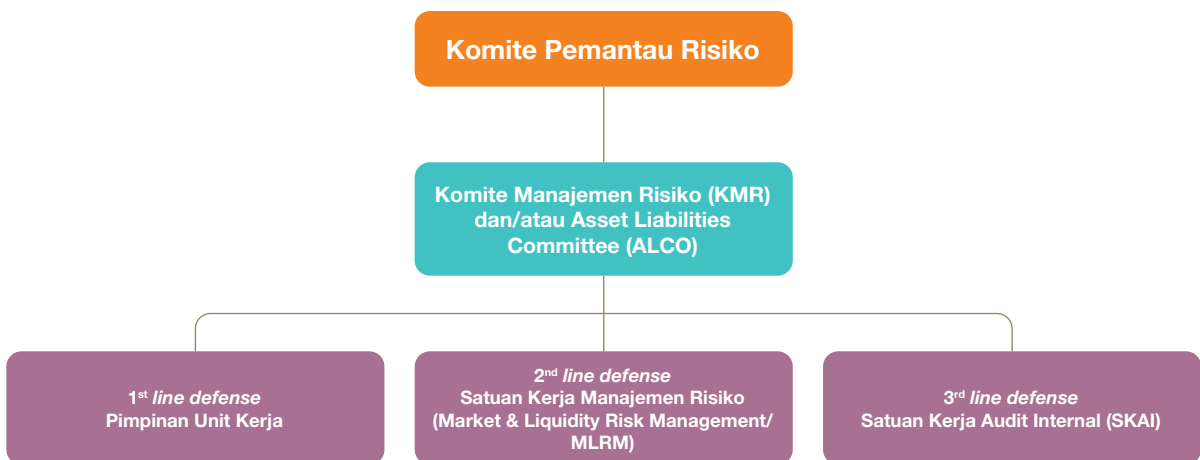 Komite Pemantau Risiko
Komite Manajemen Risiko (KMR)
dan/atau Asset Liabilities
Committee (ALCO)
1st line defense
Pimpinan Unit Kerja
2nd line defense
Satuan Kerja Manajemen Risiko
(Market & Liquidity Risk Management/
MLRM)
3rd line defense
Satuan Kerja Audit Internal (SKAI)